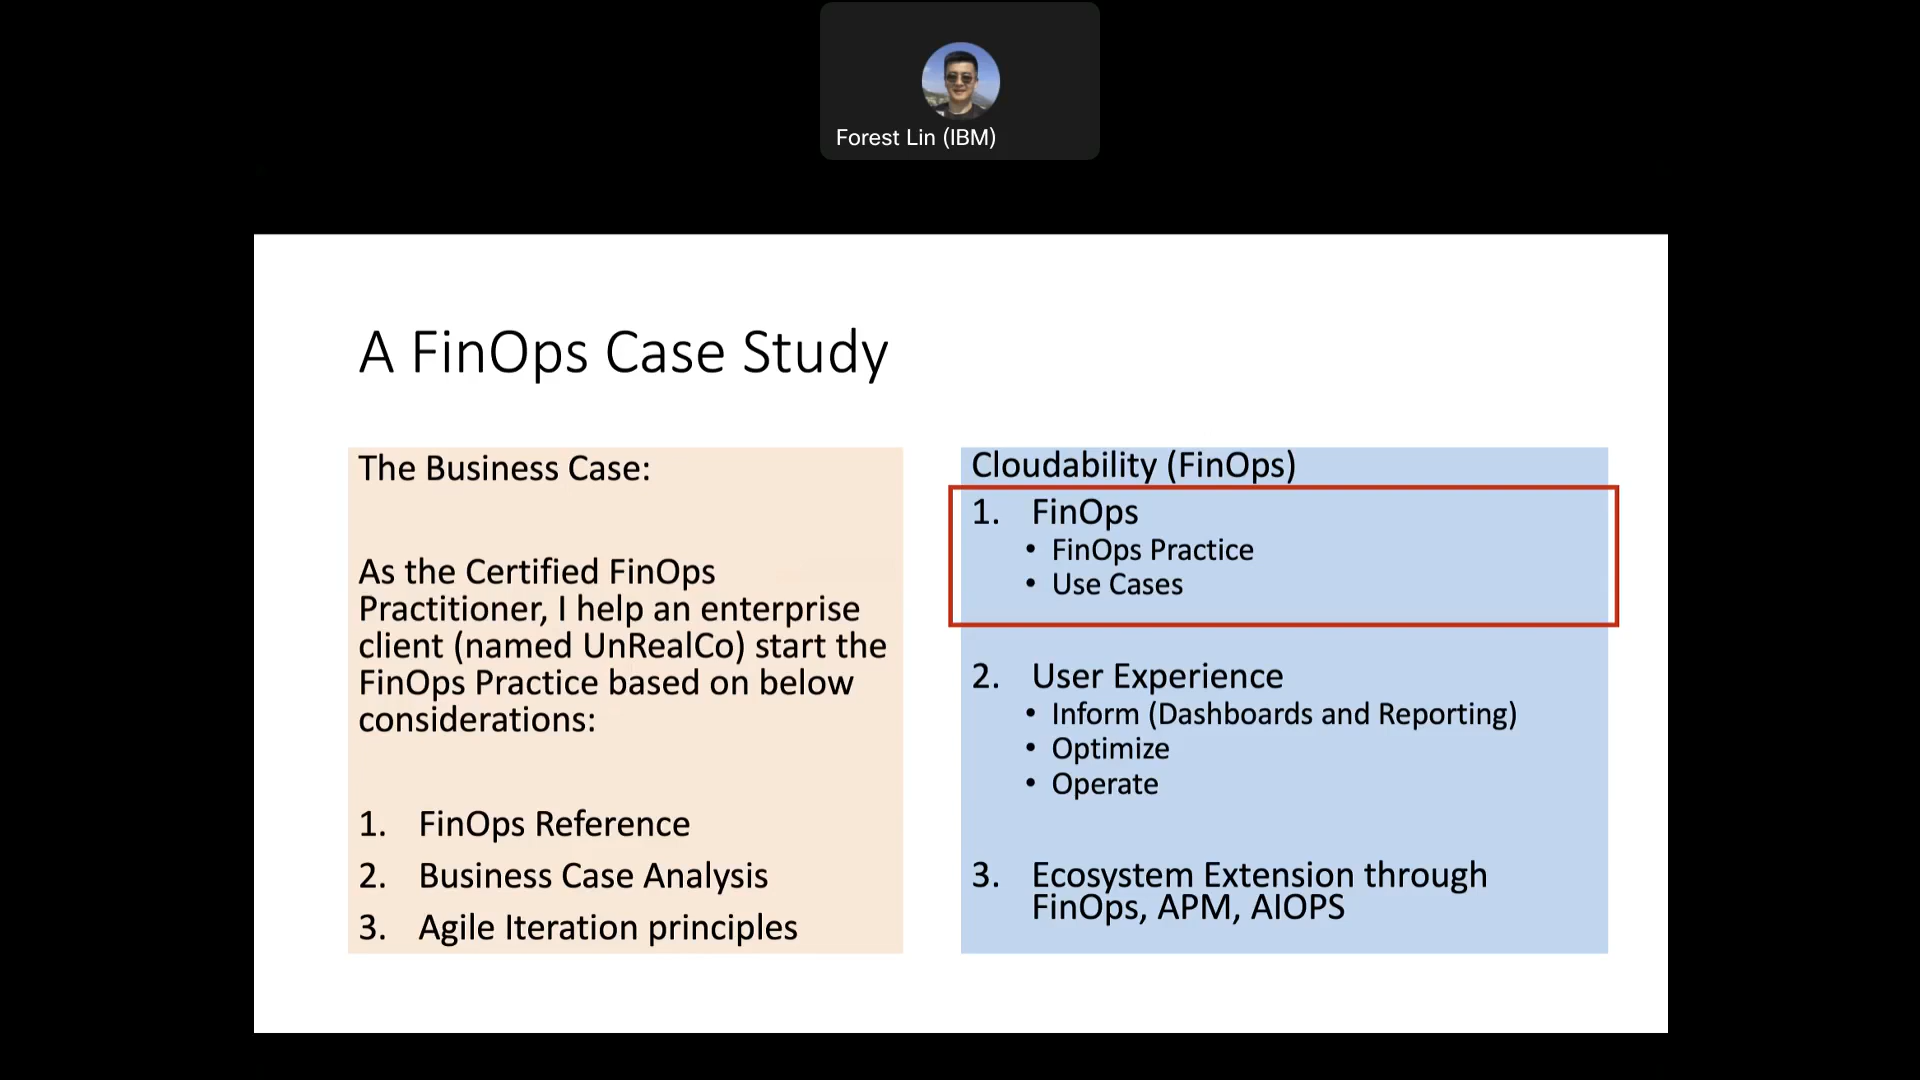 Forest Lin (IBM)
A FinOps Case Study
The Business Case:
As the Certified FinOps
Practitioner, I help an enterprise
client (named UnRealCo) start the
FinOps Practice based on below
considerations:
1. FinOps Reference
2. Business Case Analysis
3. Agile Iteration principles
Cloudability (FinOps)
1. FinOps
• FinOps Practice
• Use Cases
2. User Experience
• Inform (Dashboards and Reporting)
• Optimize
• Operate
3. Ecosystem Extension through
FinOps, APM, AIOPS